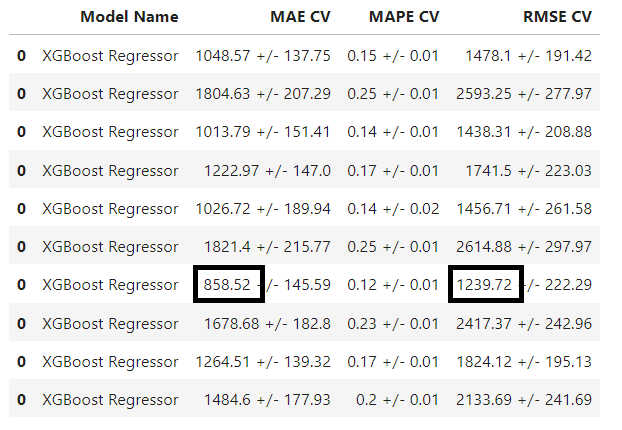 Model Name MAE CV MAPE CV RMSE CV
0 XGBoost Regressor 1048.57 +/- 137.75 0.15 +/- 0.01 1478.1 +/- 191.42
0 XGBoost Regressor 1804.63 +/- 207.29 0.25 +/- 0.01 2593.25 +/- 277.97
0 XGBoost Regressor 1013.79 +/- 151.41 0.14 +/- 0.01 1438.31 +/- 208.88
0 XGBoost Regressor 1222.97 +/- 147.0 0.17 +/- 0.01 1741.5 +/- 223.03
0 XGBoost Regressor 1026.72 +/- 189.94 0.14 +/- 0.02 1456.71 +/- 261.58
0 XGBoost Regressor 1821.4 +/- 215.77 0.25 +/- 0.01 2614.88 +/- 297.97
0 XGBoost Regressor 858.52 +/- 145.59 0.12 +/- 0.01 1239.72 +/- 222.29
0 XGBoost Regressor 1678.68 +/- 182.8 0.23 +/- 0.01 2417.37 +/- 242.96
0 XGBoost Regressor 1264.51 +/- 139.32 0.17 +/- 0.01 1824.12 +/- 195.13
0 XGBoost Regressor 1484.6 +/- 177.93 0.2 +/- 0.01 2133.69 +/- 241.69